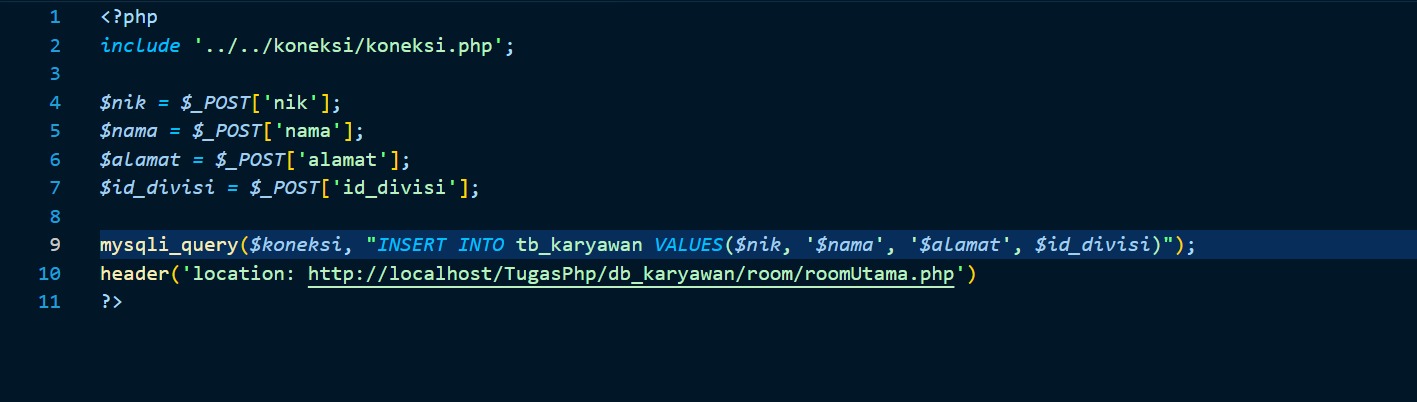 1 <?php
2 include '../../koneksi/koneksi.php';
3
4 $nik = $_POST['nik'];
5 $nama = $_POST['nama'];
6 $alamat = $_POST['alamat'];
7 $id_divisi = $_POST['id_divisi'];
8
9 mysqli_query($koneksi, "INSERT INTO tb_karyawan VALUES($nik, '$nama', '$alamat', $id_divisi)");
10 header('location: http://localhost/TugasPhp/db_karyawan/room/roomUtama.php')
11 ?>